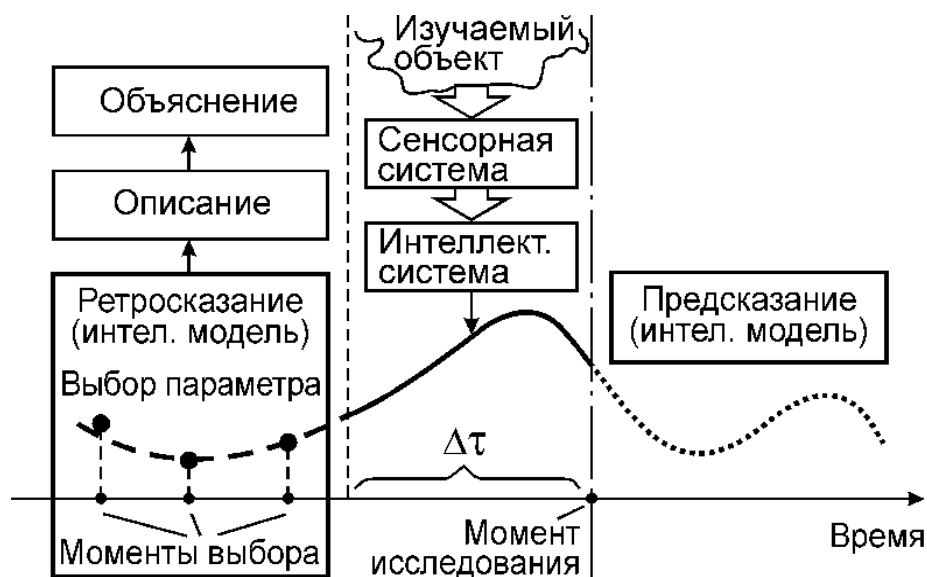 Объяснение
Описание
Ретросказание
(интел. модель)
Выбор параметра
Моменты выбора
Изучаемый
объект
Сенсорная
система
Интеллект.
система
Δτ
Момент
исследования
Предсказание
(интел. модель)
Время